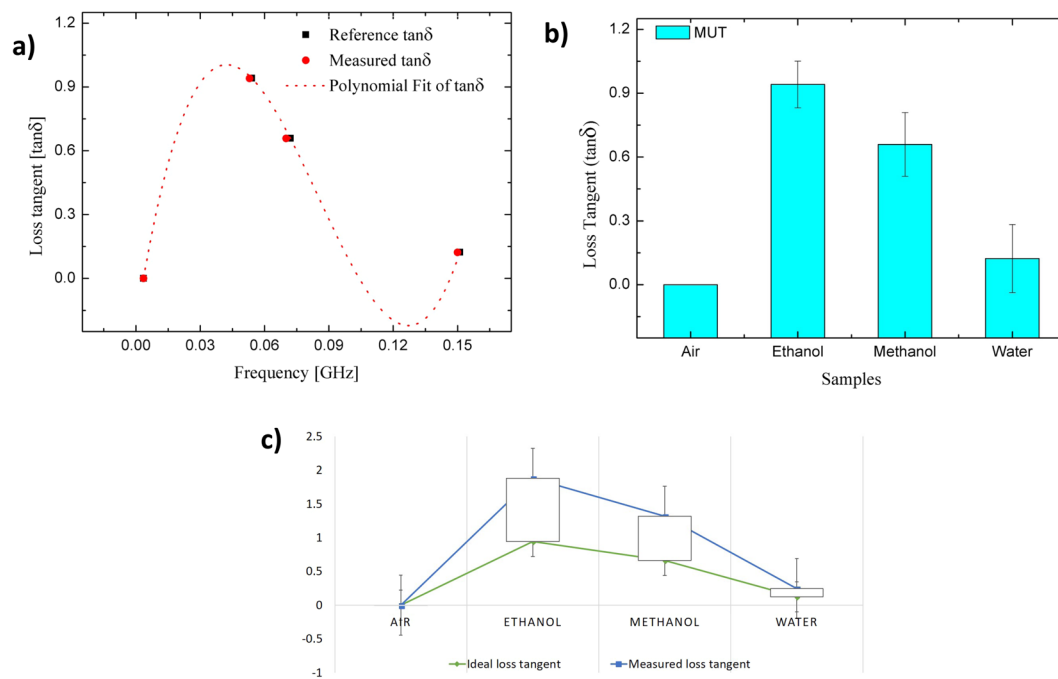 a)
Loss tangent [tanδ]
1.2
0.9
0.6
0.3
0.0
Reference tanδ
Measured tanδ
Polynomial Fit of tanδ
0.00 0.03 0.06 0.09 0.12 0.15
Frequency [GHz]
b)
Loss Tangent (tanδ)
1.2
0.9
0.6
0.3
0.0
MUT
Air Ethanol Methanol Water
Samples
c)
2.5
2
1.5
1
0.5
0
-0.5
-1
AIR ETHANOL METHANOL WATER
Ideal loss tangent Measured loss tangent